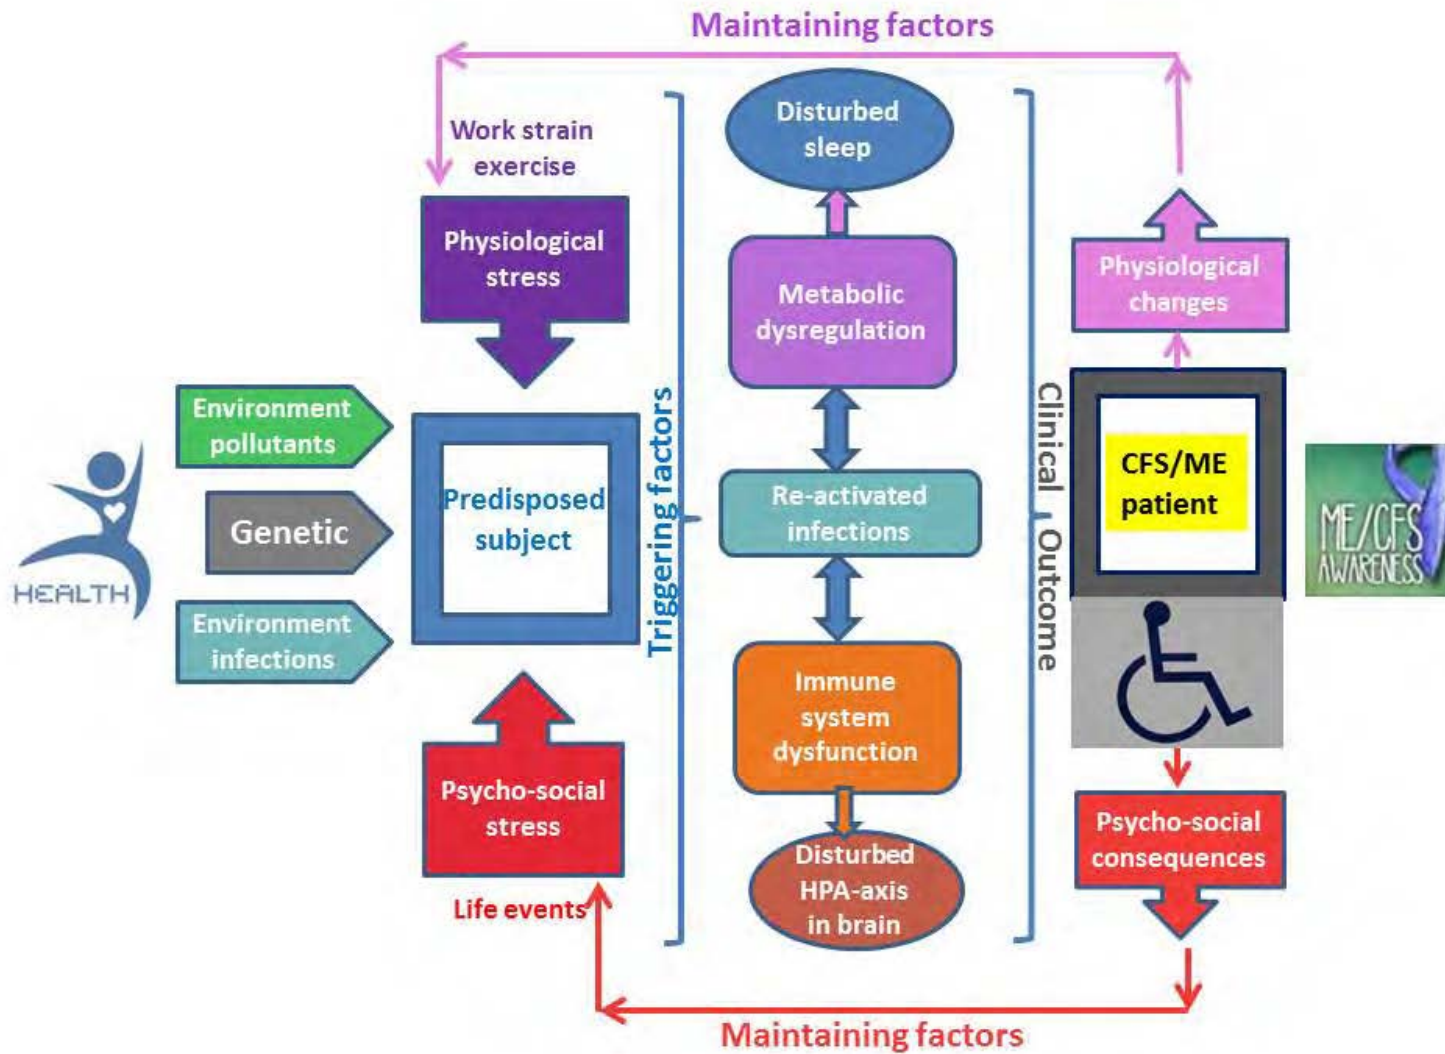 Maintaining factors
Work strain
exercise
Physiological
stress
Environment
pollutants
Genetic
Environment
infections
HEALTH
Predisposed
subject
Psycho-social
stress
Life events
Triggering factors
Disturbed
sleep
Metabolic
dysregulation
Re-activated
infections
Immune
system
dysfunction
Disturbed
HPA-axis
in brain
Clinical Outcome
Physiological
changes
CFS/ME
patient
ME/CFS
AWARENESS
Psycho-social
consequences
Maintaining factors